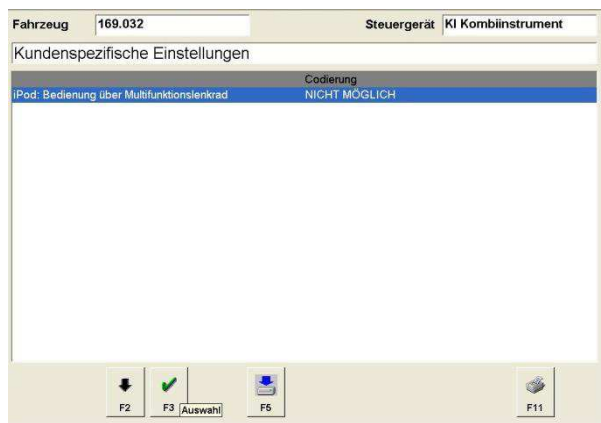 Fahrzeug 169.032 Steuergerät KI Kombiinstrument
Kundenspezifische Einstellungen
Codierung
iPod: Bedienung über Multifunktionslenkrad NICHT MÖGLICH
F2 F3 Auswahl F5 F11